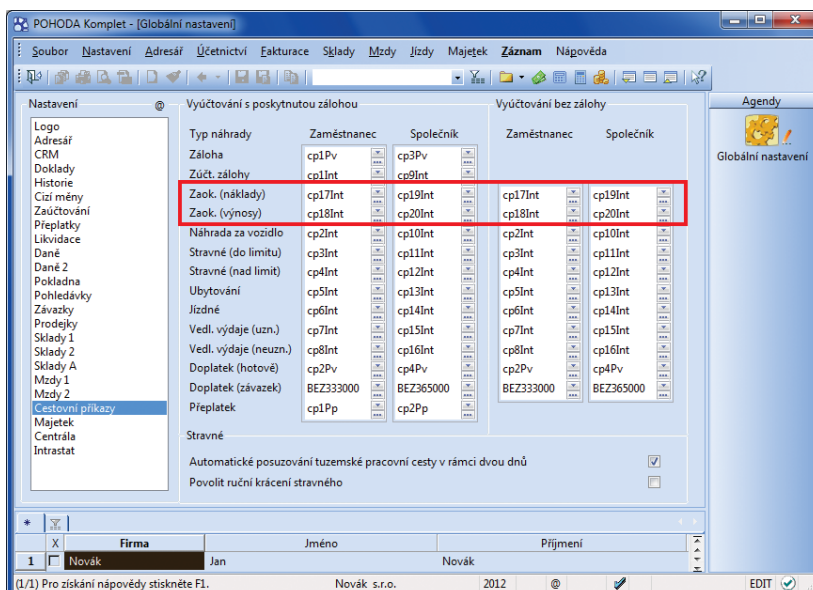 POHODA Komplet - [Globální nastavení]
Soubor Nastavení Adresář Účetnictví Fakturace Sklady Mzdy Jízdy Majetek Záznam Nápověda
Nastavení @
Logo
Adresář
CRM
Doklady
Historie
Cizí měny
Zaúčtování
Přeplatky
Likvidace
Daně
Daně 2
Pokladna
Pohledávky
Závazky
Prodejky
Sklady 1
Sklady 2
Sklady A
Mzdy 1
Mzdy 2
Cestovní příkazy
Majetek
Centrála
Intrastat
Vyúčtování s poskytnutou zálohou Vyúčtování bez zálohy
Typ náhrady Zaměstnanec Společník Zaměstnanec Společník
Záloha cp1Pv cp3Pv
Zúčt. zálohy cp1Int cp9Int
Zaok. (náklady) cp17Int cp19Int cp17Int cp19Int
Zaok. (výnosy) cp18Int cp20Int cp18Int cp20Int
Náhrada za vozidlo cp2Int cp10Int cp2Int cp10Int
Stravné (do limitu) cp3Int cp11Int cp3Int cp11Int
Stravné (nad limit) cp4Int cp12Int cp4Int cp12Int
Ubytování cp5Int cp13Int cp5Int cp13Int
Jízdné cp6Int cp14Int cp6Int cp14Int
Vedl. výdaje (uzn.) cp7Int cp15Int cp7Int cp15Int
Vedl. výdaje (neuzn.) cp8Int cp16Int cp8Int cp16Int
Doplatek (hotově) cp2Pv cp4Pv cp2Pv cp4Pv
Doplatek (závazek) BEZ333000 BEZ365000 BEZ333000 BEZ365000
Přeplatek cp1Pp cp2Pp
Stravné
Automatické posuzování tuzemské pracovní cesty v rámci dvou dnů
Povolit ruční krácení stravného
Agendy
Globální nastavení
*
X Firma Jméno Příjmení
1 Novák Jan Novák
(1/1) Pro získání nápovědy stiskněte F1. Novák s.r.o. 2012 @ EDIT